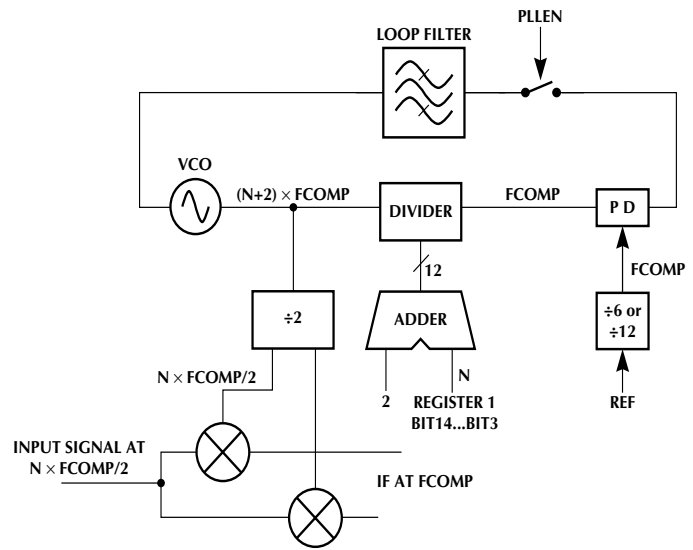 PLLEN
LOOP FILTER
VCO
(N+2) × FCOMP
DIVIDER
FCOMP
P D
12
FCOMP
÷2
ADDER
÷6 or
÷12
N × FCOMP/2
2
N
REGISTER 1
BIT14...BIT3
REF
INPUT SIGNAL AT
N × FCOMP/2
IF AT FCOMP